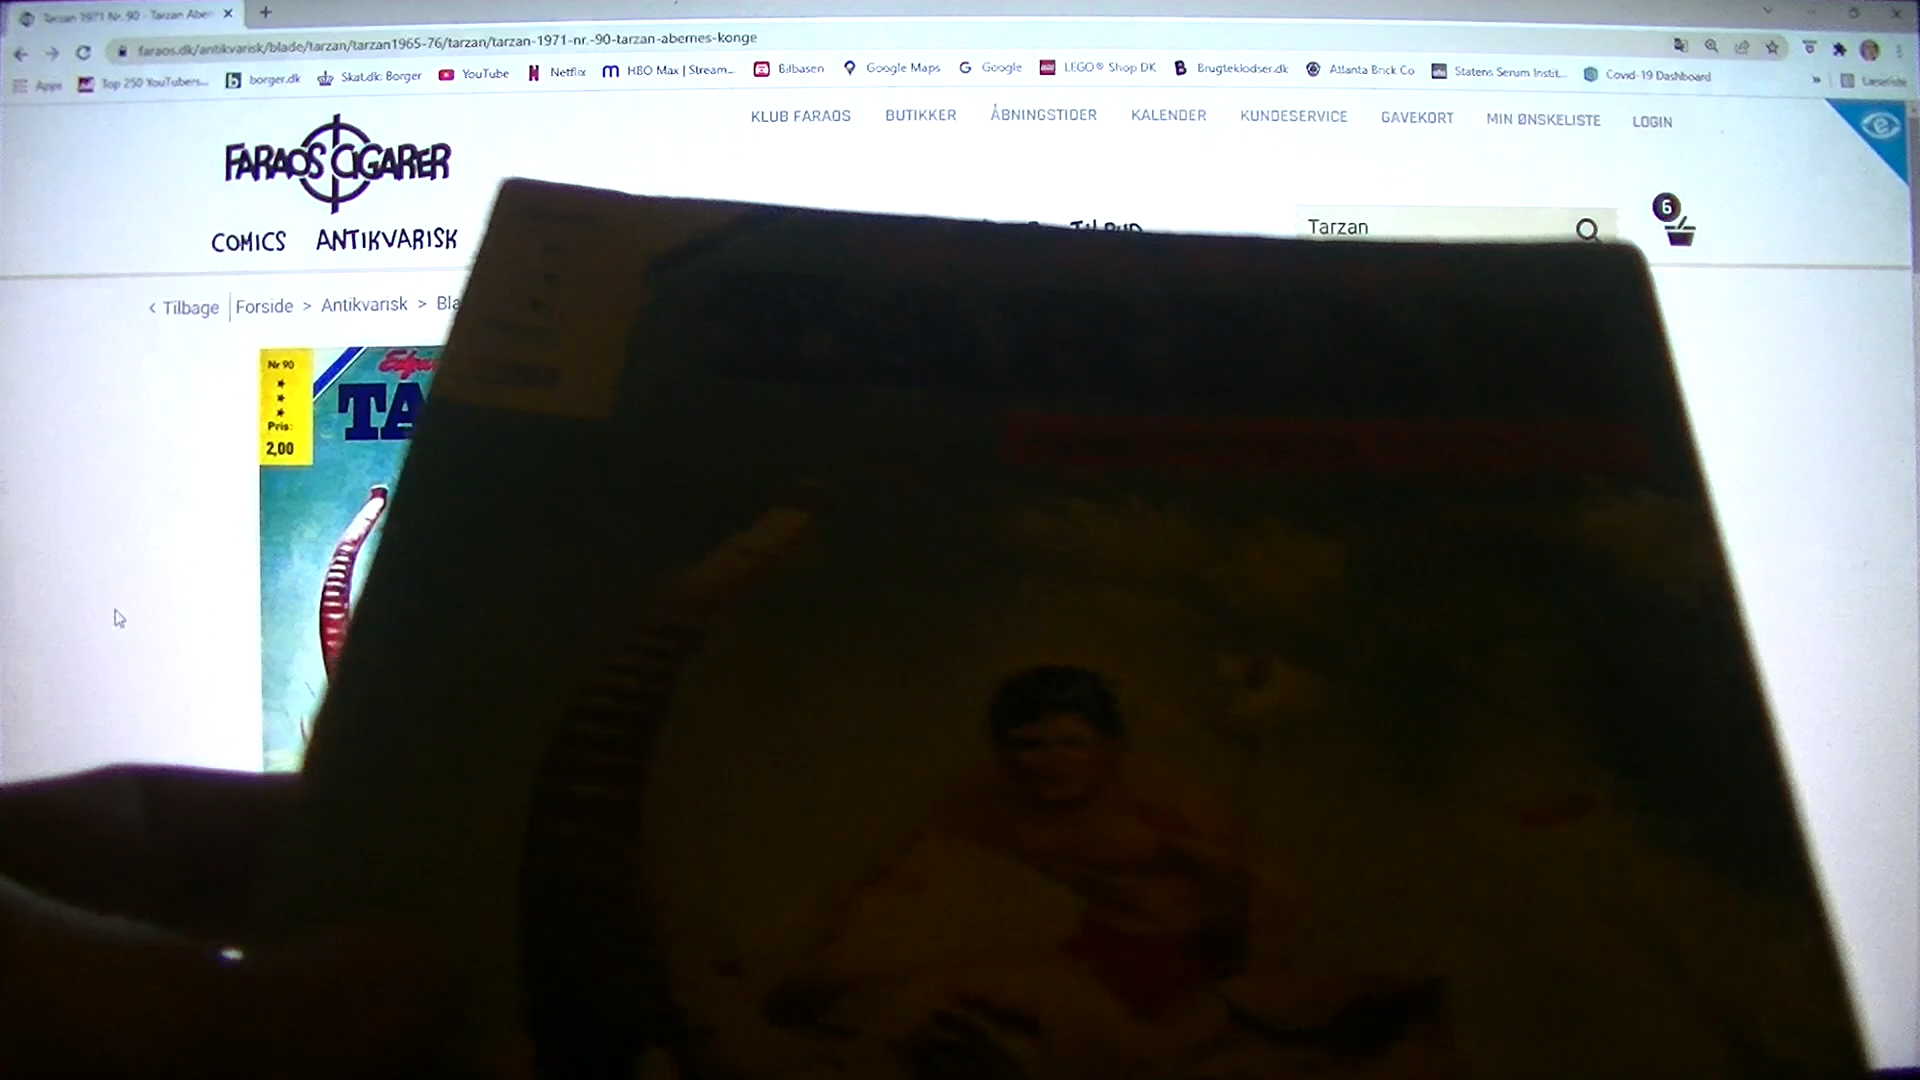 Tarzan 1971 Nr. 90 - Tarzan Aber
faraos.dk/antikvarisk/blade/tarzan/tarzan1965-76/tarzan/tarzan-1971-nr.-90-tarzan-abernes-konge
Apps Top 250 YouTubers... borger.dk Skat.dk: Borger YouTube Netflix HBO Max | Stream... Bilbasen Google Maps Google LEGO® Shop DK Brugteklodser.dk Atlanta Brick Co Statens Serum Instit... Covid-19 Dashboard » Læseliste
KLUB FARAOS BUTIKKER ÅBNINGSTIDER KALENDER KUNDESERVICE GAVEKORT MIN ØNSKELISTE LOGIN
FARAOS CIGARER
COMICS ANTIKVARISK
Tarzan
6
< Tilbage | Forside > Antikvarisk > Bla
Nr 90
Pris:
2,00
TA